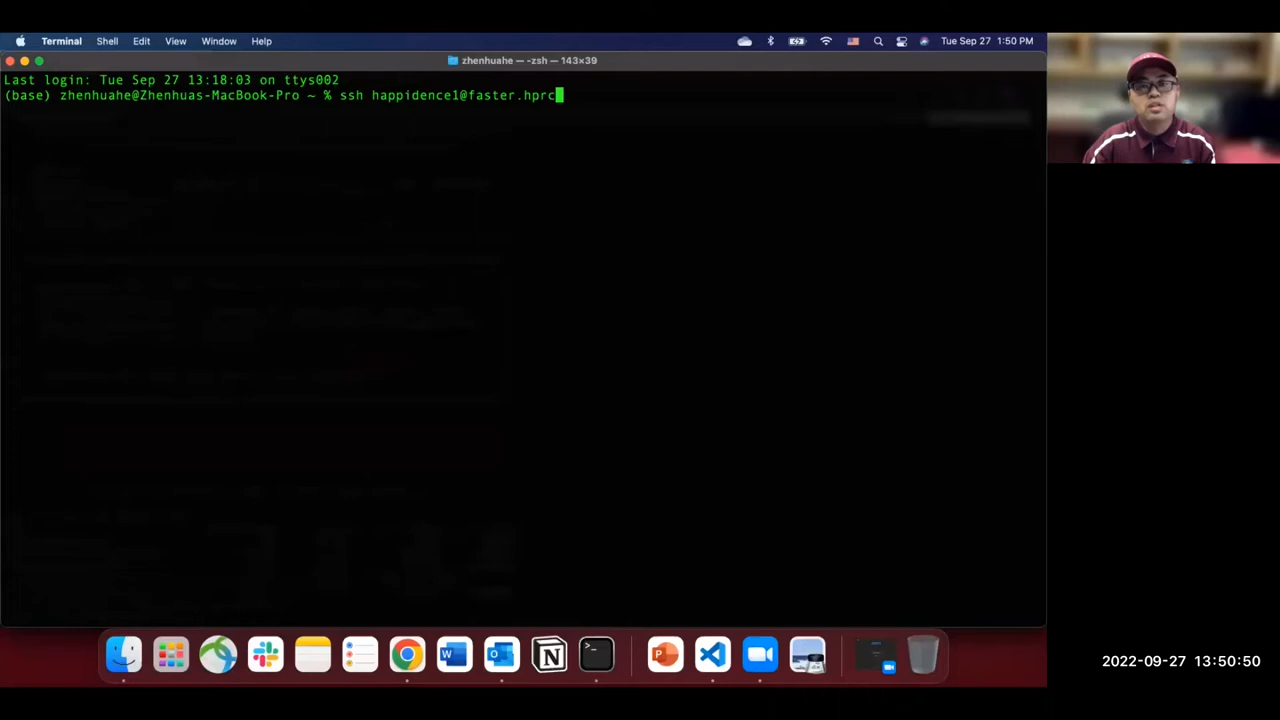 Terminal Shell Edit View Window Help Tue Sep 27 1:50 PM
zhenhuahe — -zsh — 143×39
Last login: Tue Sep 27 13:18:03 on ttys002
(base) zhenhuahe@Zhenhuas-MacBook-Pro ~ % ssh happidence1@faster.hprc
2022-09-27 13:50:50